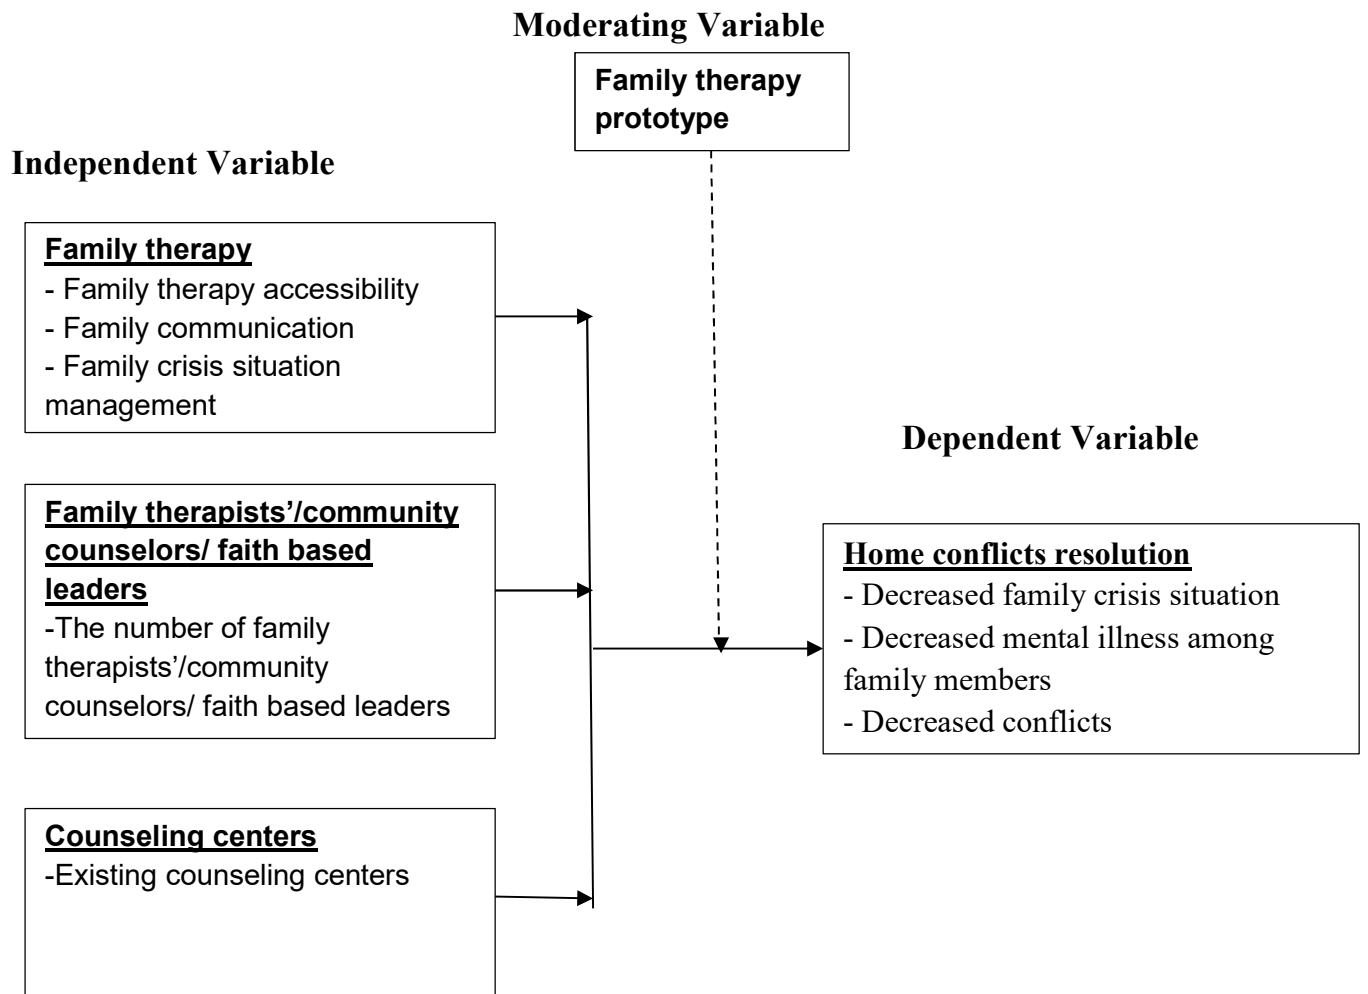 Moderating Variable
Family therapy
prototype
Independent Variable
Family therapy
- Family therapy accessibility
- Family communication
- Family crisis situation
management
Family therapists’/community
counselors/ faith based
leaders
-The number of family
therapists’/community
counselors/ faith based leaders
Counseling centers
-Existing counseling centers
Dependent Variable
Home conflicts resolution
- Decreased family crisis situation
- Decreased mental illness among
family members
- Decreased conflicts